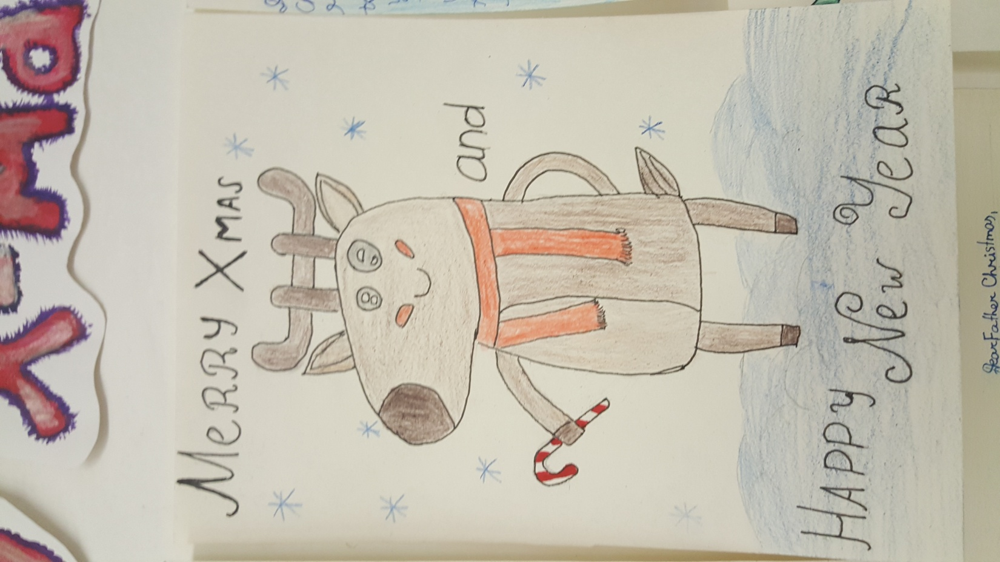 Merry Xmas
and
Happy New Year
Dear Father Christmas,